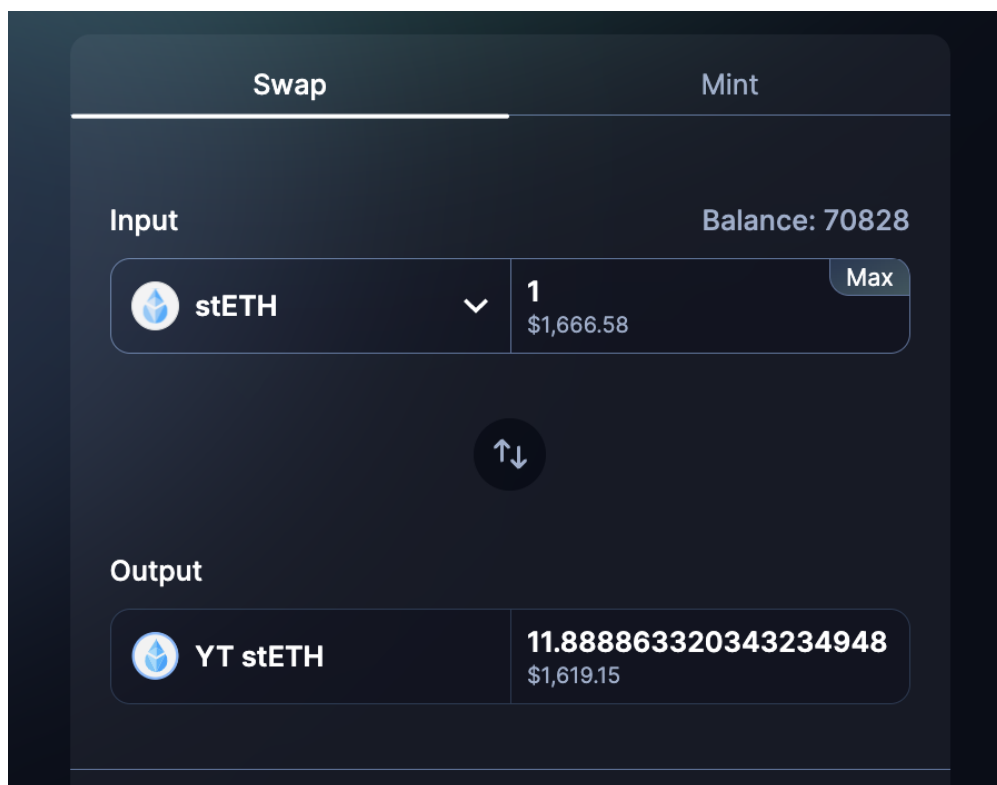 Swap Mint
Input Balance: 70828
stETH 1 Max
$1,666.58
Output
YT stETH 11.888863320343234948
$1,619.15